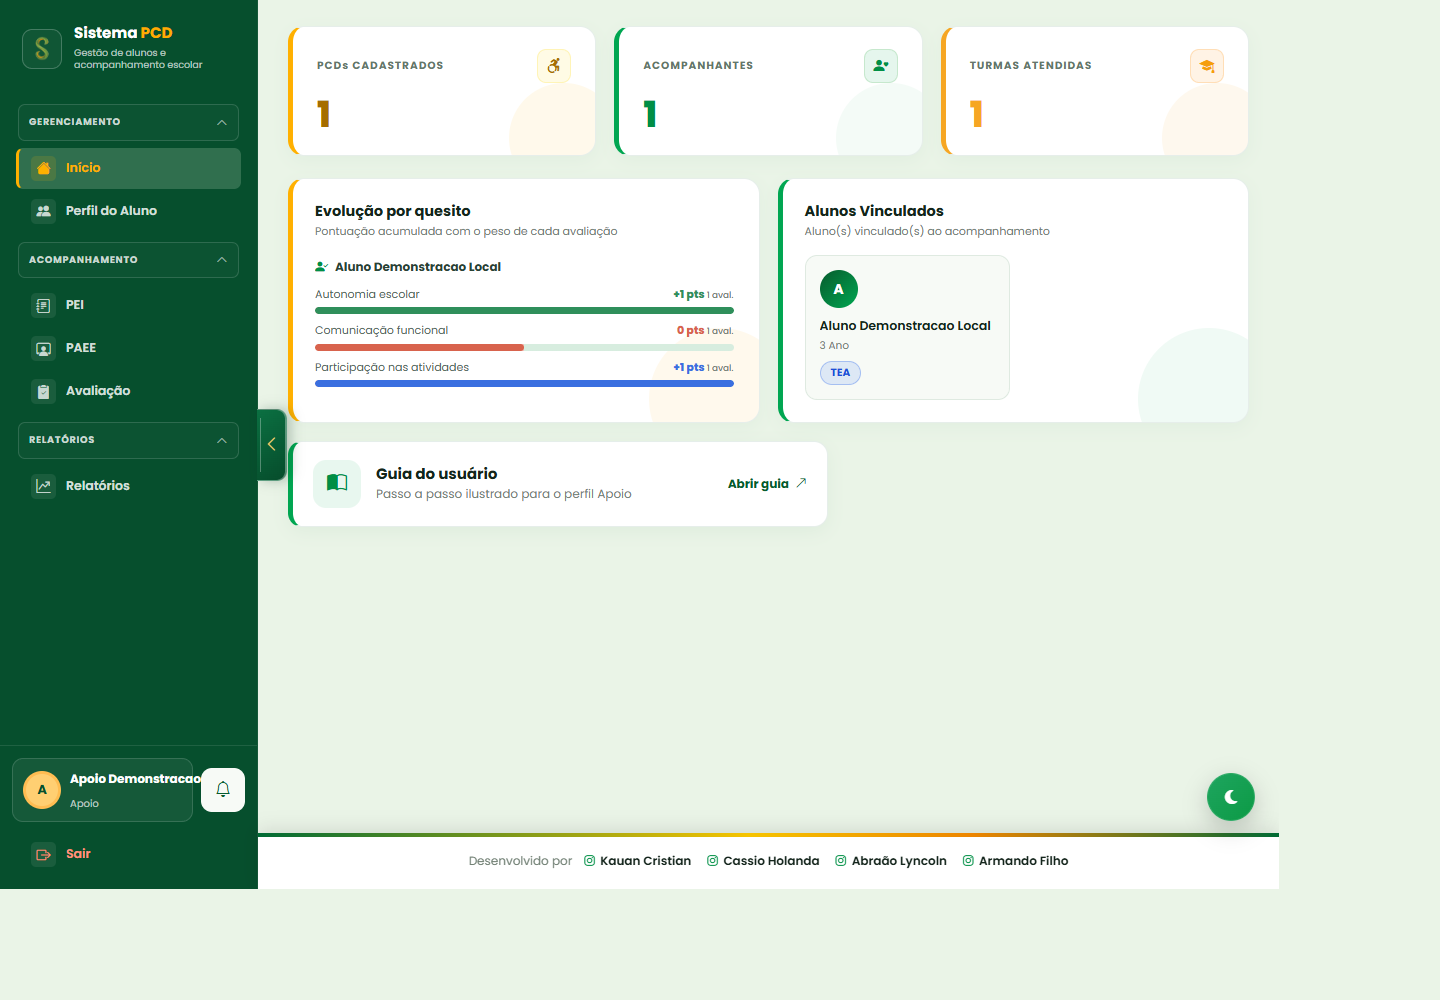 Sistema PCD
Gestão de alunos e
acompanhamento escolar
GERENCIAMENTO
Início
Perfil do Aluno
ACOMPANHAMENTO
PEI
PAEE
Avaliação
RELATÓRIOS
Relatórios
A
Apoio Demonstracao
Apoio
Sair
PCDs CADASTRADOS
1
ACOMPANHANTES
1
TURMAS ATENDIDAS
1
Evolução por quesito
Pontuação acumulada com o peso de cada avaliação
Aluno Demonstracao Local
Autonomia escolar +1 pts 1 aval.
Comunicação funcional 0 pts 1 aval.
Participação nas atividades +1 pts 1 aval.
Alunos Vinculados
Aluno(s) vinculado(s) ao acompanhamento
A
Aluno Demonstracao Local
3 Ano
TEA
Guia do usuário
Passo a passo ilustrado para o perfil Apoio
Abrir guia
Desenvolvido por Kauan Cristian Cassio Holanda Abraão Lyncoln Armando Filho